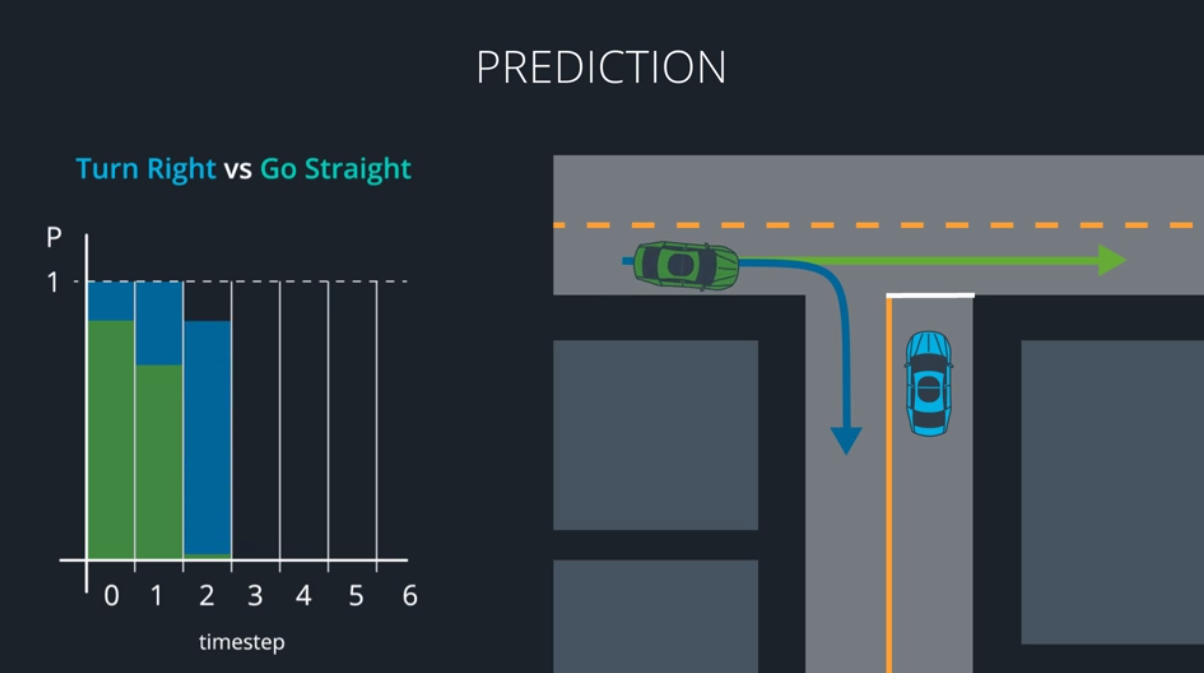 PREDICTION
Turn Right vs Go Straight
P
1
0 1 2 3 4 5 6
timestep